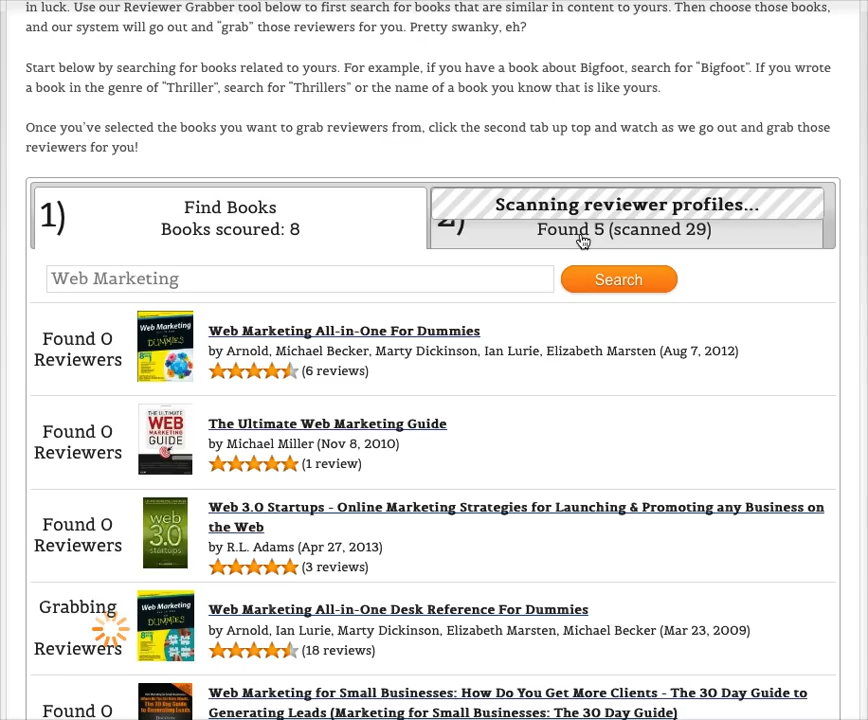 in luck. Use our Reviewer Grabber tool below to first search for books that are similar in content to yours. Then choose those books,
and our system will go out and “grab” those reviewers for you. Pretty swanky, eh?
Start below by searching for books related to yours. For example, if you have a book about Bigfoot, search for “Bigfoot”. If you wrote
a book in the genre of “Thriller”, search for “Thrillers” or the name of a book you know that is like yours.
Once you’ve selected the books you want to grab reviewers from, click the second tab up top and watch as we go out and grab those
reviewers for you!
1)
Find Books
Books scoured: 8
2)
Scanning reviewer profiles...
Found 5 (scanned 29)
Web Marketing
Search
Found 0
Reviewers
Web Marketing
DUMMIES
Web Marketing All-in-One For Dummies
by Arnold, Michael Becker, Marty Dickinson, Ian Lurie, Elizabeth Marsten (Aug 7, 2012)
(6 reviews)
Found 0
Reviewers
THE ULTIMATE
WEB
MARKETING
GUIDE
The Ultimate Web Marketing Guide
by Michael Miller (Nov 8, 2010)
(1 review)
Found 0
Reviewers
web
3.0
startups
Web 3.0 Startups - Online Marketing Strategies for Launching & Promoting any Business on
the Web
by R.L. Adams (Apr 27, 2013)
(3 reviews)
Grabbing
Reviewers
Web Marketing
DUMMIES
Web Marketing All-in-One Desk Reference For Dummies
by Arnold, Ian Lurie, Marty Dickinson, Elizabeth Marsten, Michael Becker (Mar 23, 2009)
(18 reviews)
Found 0
Web Marketing for Small Businesses: How Do You Get More Clients - The 30 Day Guide to
Generating Leads (Marketing for Small Businesses: The 30 Day Guide)